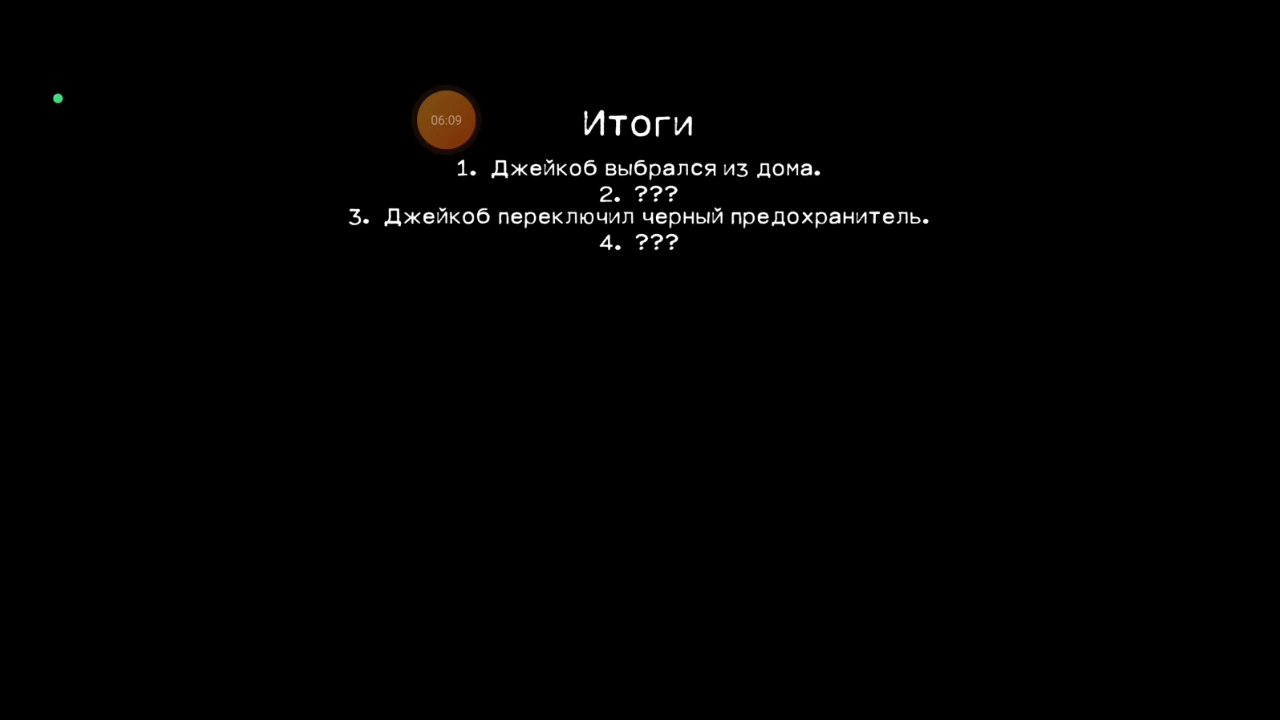 06:09
Итоги
1. Джейкоб выбрался из дома.
2. ???
3. Джейкоб переключил черный предохранитель.
4. ???